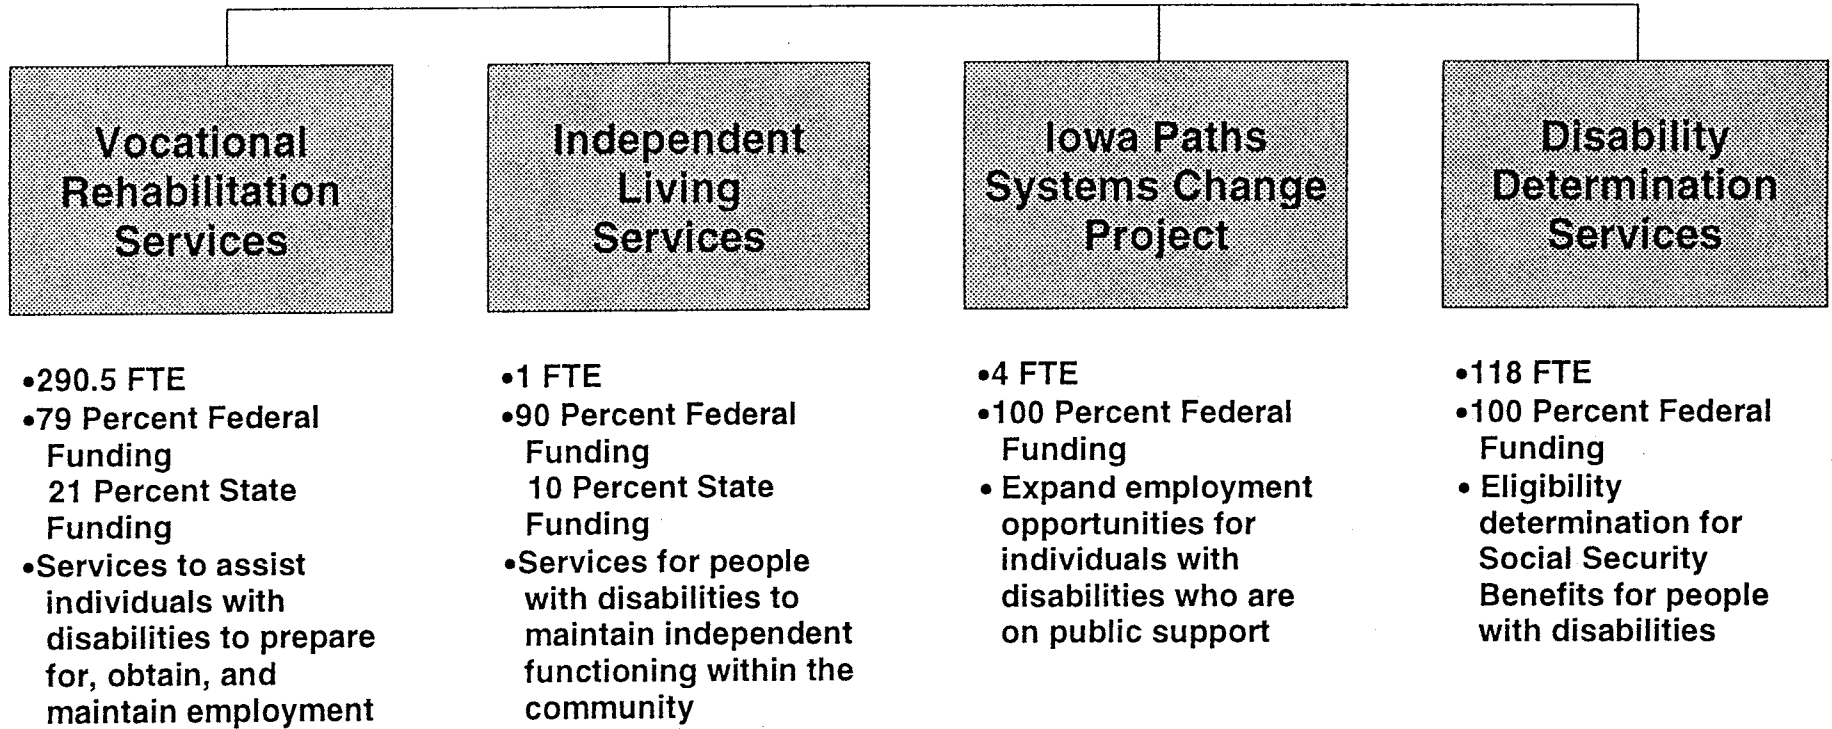 Vocational
Rehabilitation
Services
•290.5 FTE
•79 Percent Federal
Funding
21 Percent State
Funding
•Services to assist
individuals with
disabilities to prepare
for, obtain, and
maintain employment
Independent
Living
Services
•1 FTE
•90 Percent Federal
Funding
10 Percent State
Funding
•Services for people
with disabilities to
maintain independent
functioning within the
community
Iowa Paths
Systems Change
Project
•4 FTE
•100 Percent Federal
Funding
• Expand employment
opportunities for
individuals with
disabilities who are
on public support
Disability
Determination
Services
•118 FTE
•100 Percent Federal
Funding
• Eligibility
determination for
Social Security
Benefits for people
with disabilities